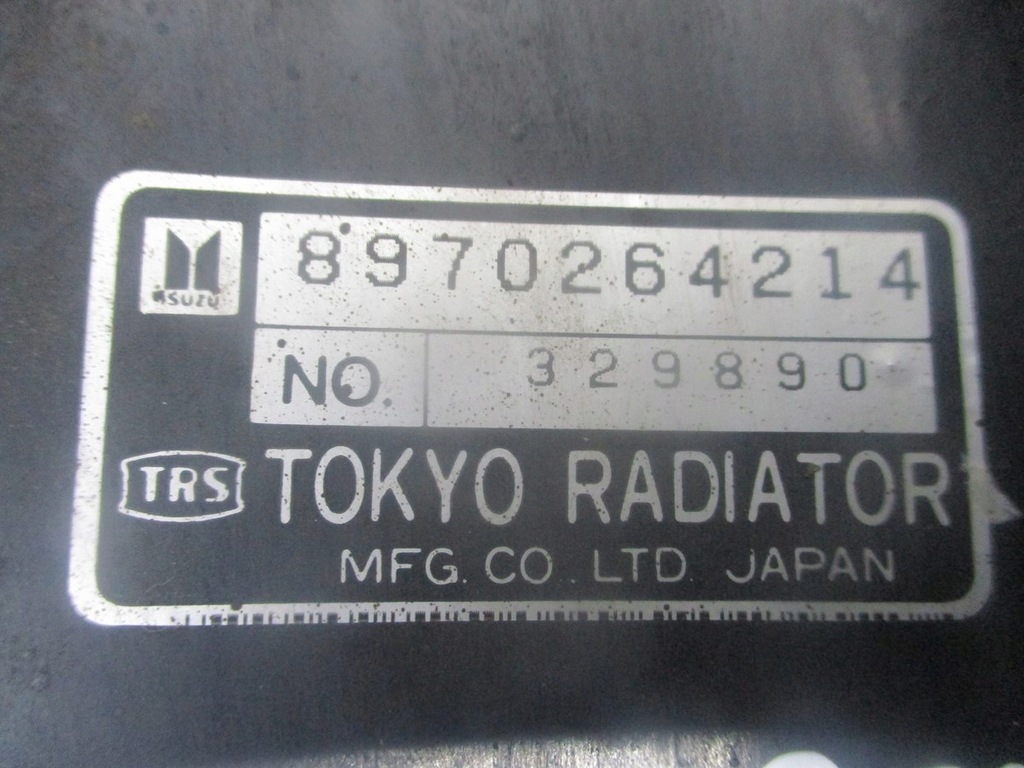 ISUZU
8970264214
NO. 329890
TRS TOKYO RADIATOR
MFG. CO. LTD. JAPAN